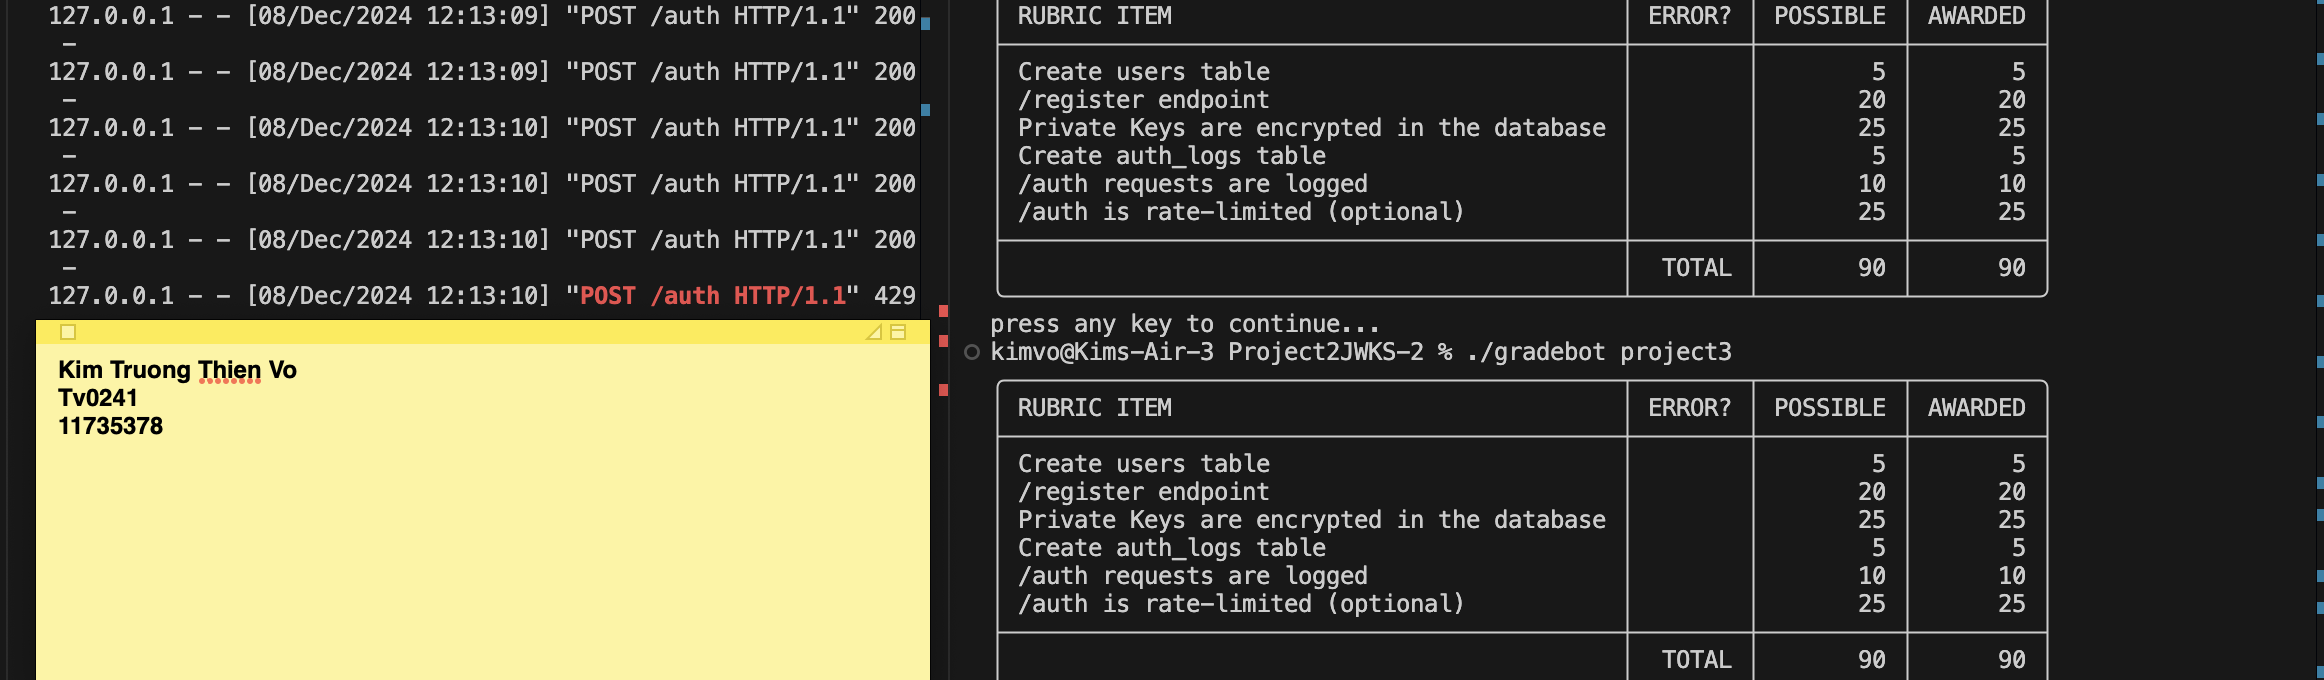 127.0.0.1 - - [08/Dec/2024 12:13:09] "POST /auth HTTP/1.1" 200
-
127.0.0.1 - - [08/Dec/2024 12:13:09] "POST /auth HTTP/1.1" 200
-
127.0.0.1 - - [08/Dec/2024 12:13:10] "POST /auth HTTP/1.1" 200
-
127.0.0.1 - - [08/Dec/2024 12:13:10] "POST /auth HTTP/1.1" 200
-
127.0.0.1 - - [08/Dec/2024 12:13:10] "POST /auth HTTP/1.1" 200
-
127.0.0.1 - - [08/Dec/2024 12:13:10] "POST /auth HTTP/1.1" 429
Kim Truong Thien Vo
Tv0241
11735378
RUBRIC ITEM ERROR? POSSIBLE AWARDED
Create users table 5 5
/register endpoint 20 20
Private Keys are encrypted in the database 25 25
Create auth_logs table 5 5
/auth requests are logged 10 10
/auth is rate-limited (optional) 25 25
TOTAL 90 90
press any key to continue...
kimvo@Kims-Air-3 Project2JWKS-2 % ./gradebot project3
RUBRIC ITEM ERROR? POSSIBLE AWARDED
Create users table 5 5
/register endpoint 20 20
Private Keys are encrypted in the database 25 25
Create auth_logs table 5 5
/auth requests are logged 10 10
/auth is rate-limited (optional) 25 25
TOTAL 90 90